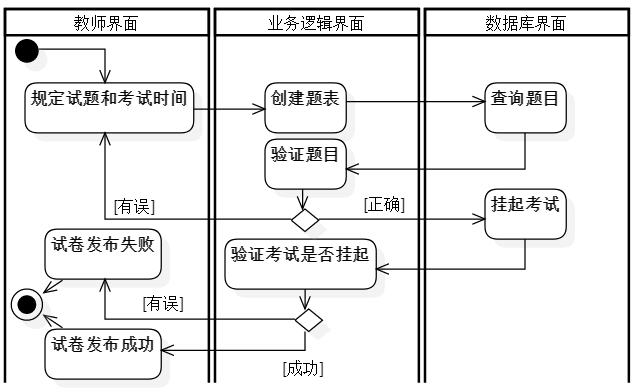 教师界面
业务逻辑界面
数据库界面
规定试题和考试时间
创建题表
查询题目
验证题目
[有误]
[正确]
挂起考试
试卷发布失败
验证考试是否挂起
[有误]
试卷发布成功
[成功]